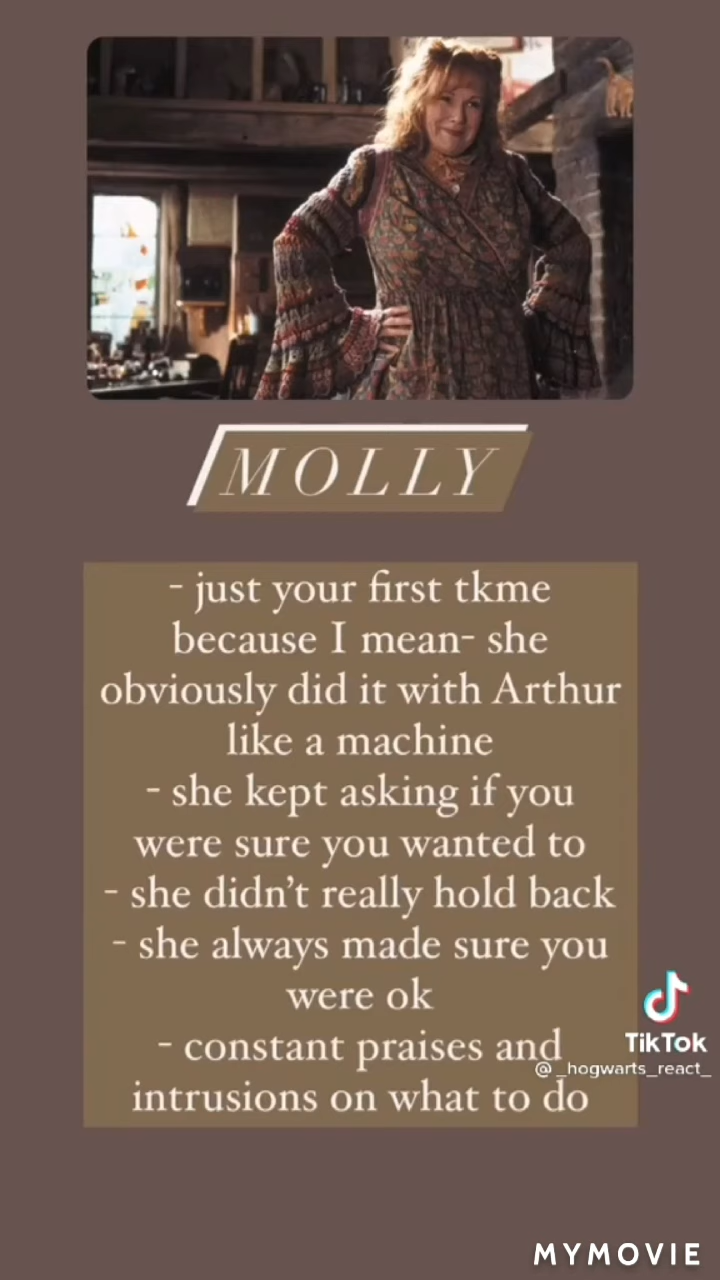 MOLLY
- just your first tkme
because I mean- she
obviously did it with Arthur
like a machine
- she kept asking if you
were sure you wanted to
- she didn't really hold back
- she always made sure you
were ok
- constant praises and
intrusions on what to do
TikTok
@_hogwarts_react_
MYMOVIE